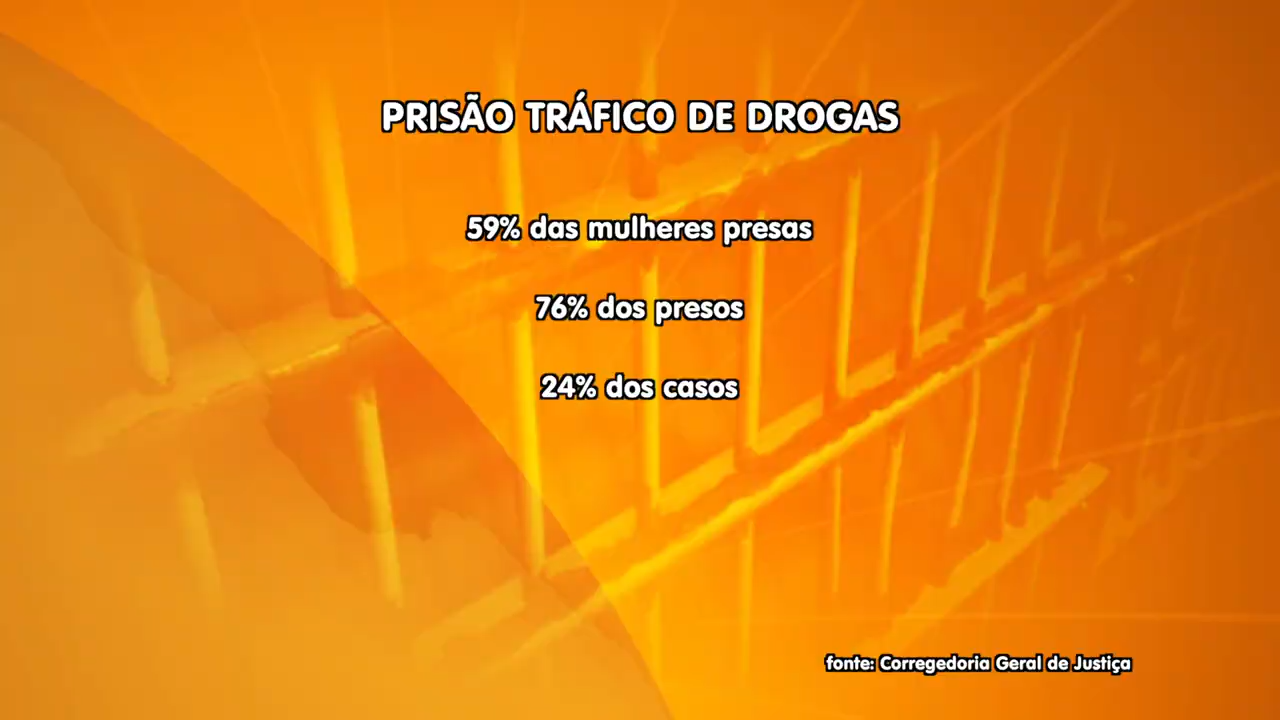 PRISÃO TRÁFICO DE DROGAS
59% das mulheres presas
76% dos presos
24% dos casos
fonte: Corregedoria Geral de Justiça